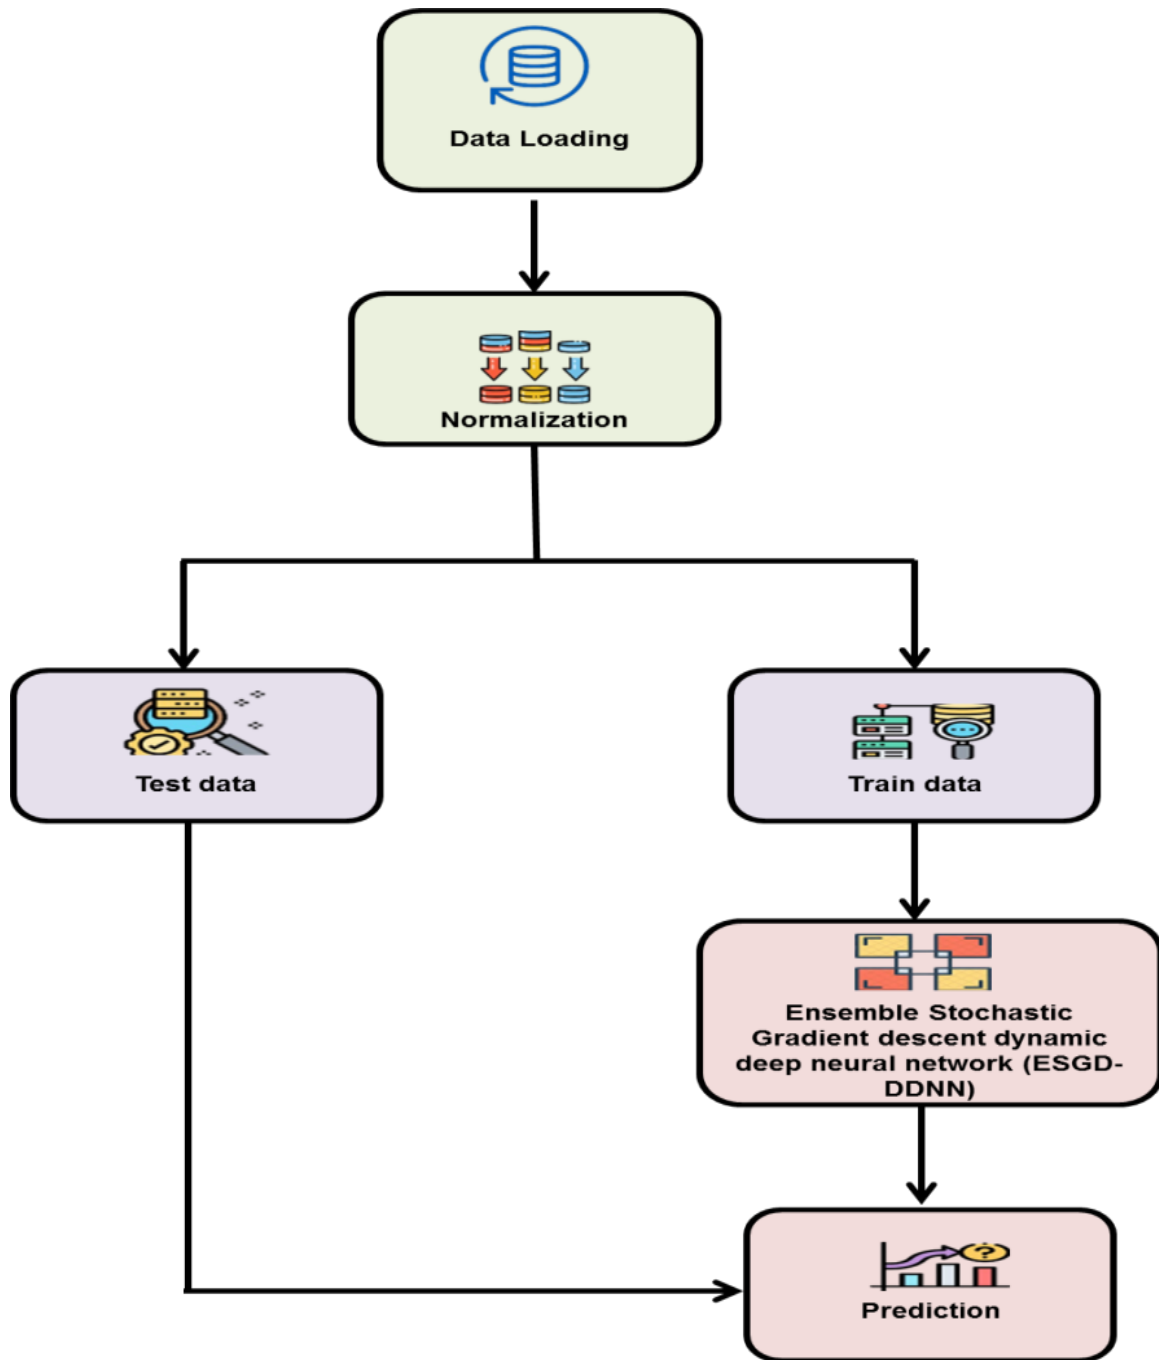 Data Loading
Normalization
Test data
Train data
Ensemble Stochastic
Gradient descent dynamic
deep neural network (ESGD-
DDNN)
?
Prediction